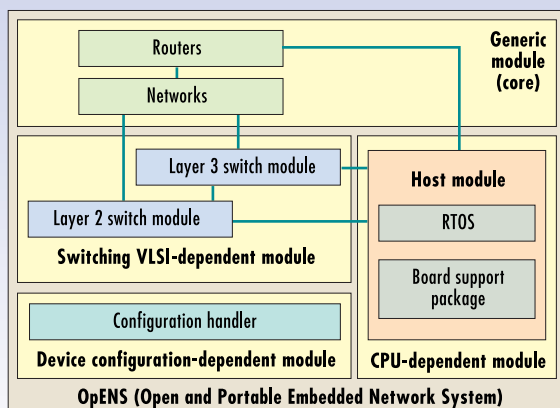 Routers
Generic
module
(core)
Networks
Layer 3 switch module
Layer 2 switch module
Switching VLSI-dependent module
Host module
RTOS
Board support
package
CPU-dependent module
Configuration handler
Device configuration-dependent module
OpENS (Open and Portable Embedded Network System)